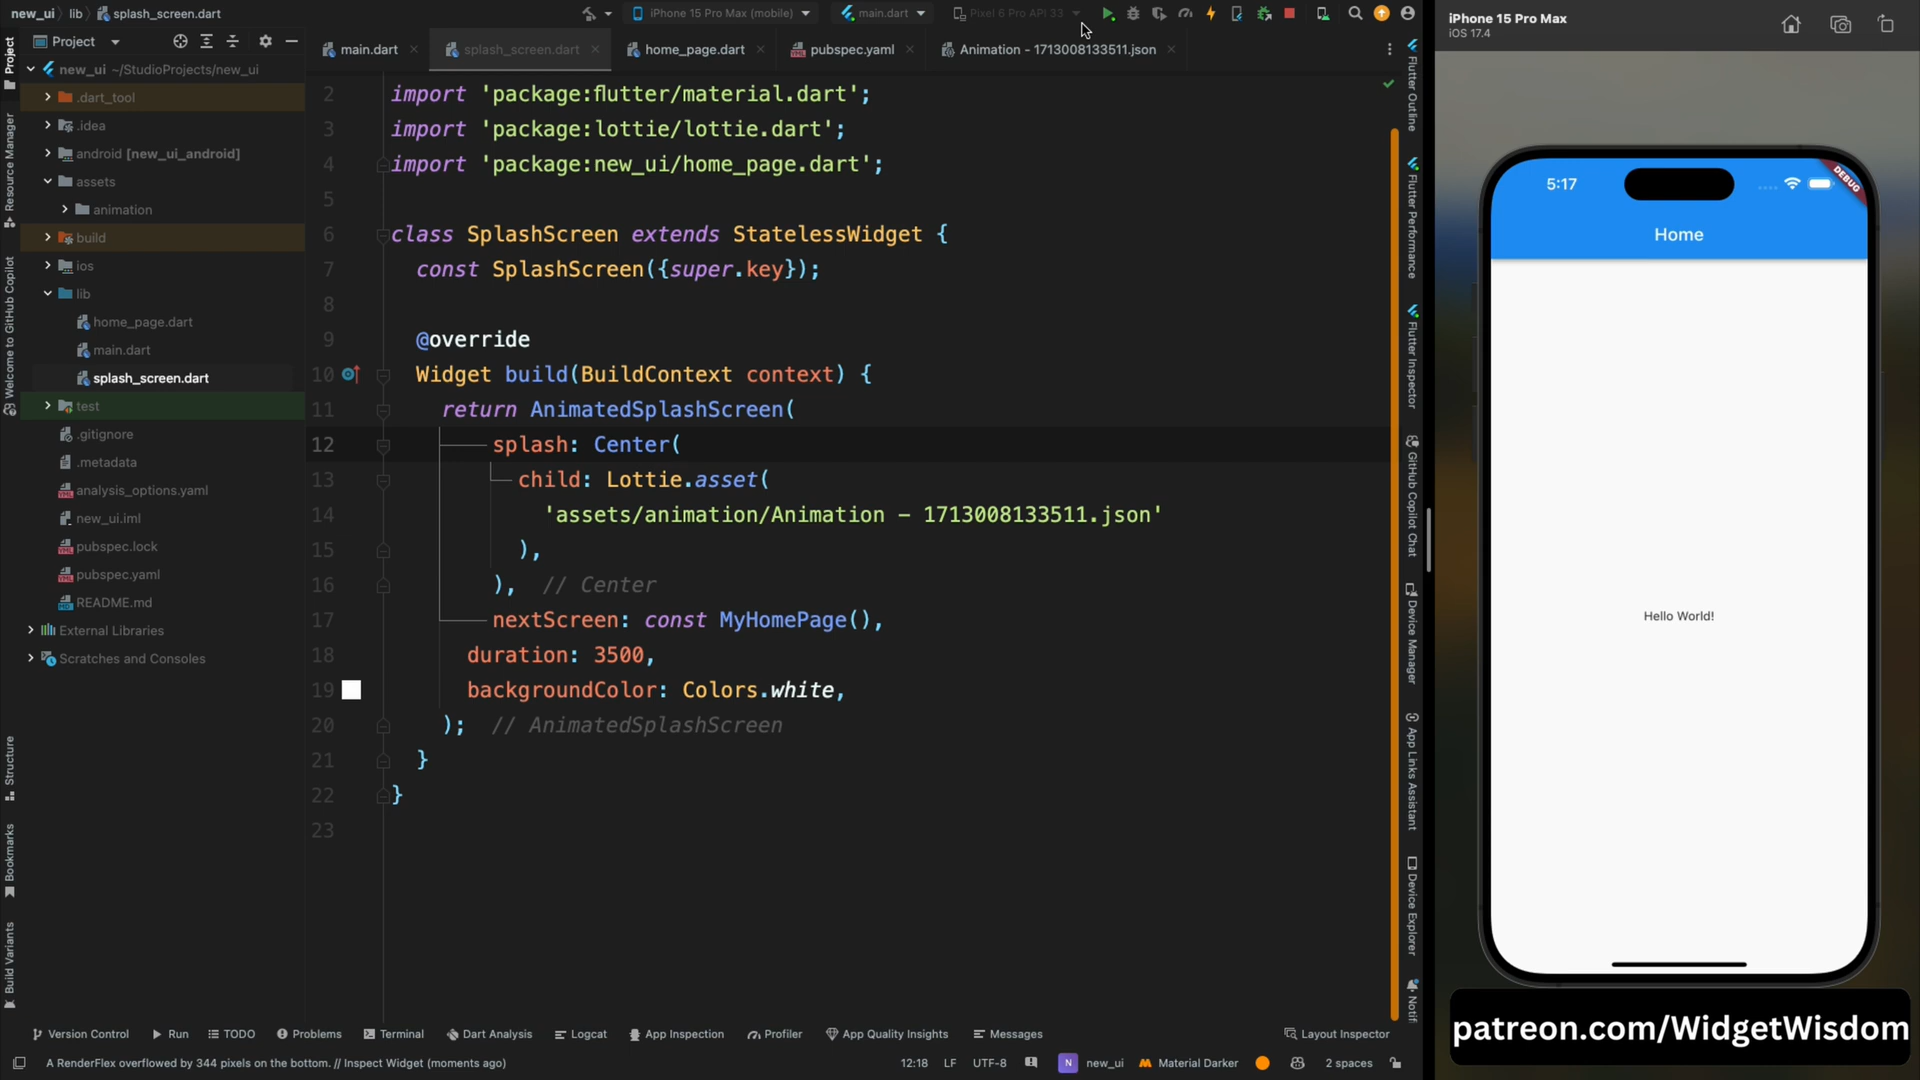 new_ui
lib
splash_screen.dart
iPhone 15 Pro Max (mobile)
main.dart
Pixel 6 Pro API 33
Project
main.dart
splash_screen.dart
home_page.dart
pubspec.yaml
Animation - 1713008133511.json
new_ui ~/StudioProjects/new_ui
.dart_tool
.idea
android [new_ui_android]
assets
animation
build
ios
lib
home_page.dart
main.dart
splash_screen.dart
test
.gitignore
.metadata
analysis_options.yaml
new_ui.iml
pubspec.lock
pubspec.yaml
README.md
External Libraries
Scratches and Consoles
Project
Resource Manager
Welcome to GitHub Copilot
Structure
Bookmarks
Build Variants
2 import 'package:flutter/material.dart';
3 import 'package:lottie/lottie.dart';
4 import 'package:new_ui/home_page.dart';
5
6 class SplashScreen extends StatelessWidget {
7 const SplashScreen({super.key});
8
9 @override
10 Widget build(BuildContext context) {
11 return AnimatedSplashScreen(
12 splash: Center(
13 child: Lottie.asset(
14 'assets/animation/Animation - 1713008133511.json'
15 ),
16 ), // Center
17 nextScreen: const MyHomePage(),
18 duration: 3500,
19 backgroundColor: Colors.white,
20 ); // AnimatedSplashScreen
21 }
22 }
23
Flutter Outline
Flutter Performance
Flutter Inspector
GitHub Copilot Chat
Device Manager
App Links Assistant
Device Explorer
Notif
iPhone 15 Pro Max
iOS 17.4
5:17
DEBUG
Home
Hello World!
patreon.com/WidgetWisdom
Version Control
Run
TODO
Problems
Terminal
Dart Analysis
Logcat
App Inspection
Profiler
App Quality Insights
Messages
Layout Inspector
A RenderFlex overflowed by 344 pixels on the bottom. // Inspect Widget (moments ago)
12:18
LF
UTF-8
N
new_ui
Material Darker
2 spaces